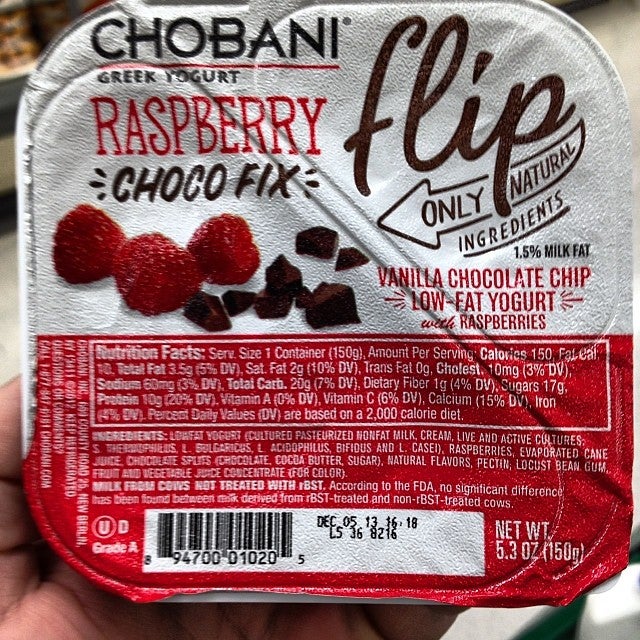 CHOBANI®
GREEK YOGURT
RASPBERRY
CHOCO FIX
flip
ONLY NATURAL
INGREDIENTS
1.5% MILK FAT
VANILLA CHOCOLATE CHIP
LOW-FAT YOGURT
with RASPBERRIES
Nutrition Facts: Serv. Size 1 Container (150g), Amount Per Serving: Calories 150, Fat Cal.
10, Total Fat 3.5g (5% DV), Sat. Fat 2g (10% DV), Trans Fat 0g, Cholest. 10mg (3% DV),
Sodium 60mg (3% DV), Total Carb. 20g (7% DV), Dietary Fiber 1g (4% DV), Sugars 17g,
Protein 10g (20% DV), Vitamin A (0% DV), Vitamin C (6% DV), Calcium (15% DV), Iron
(4% DV). Percent Daily Values (DV) are based on a 2,000 calorie diet.
INGREDIENTS: LOWFAT YOGURT (CULTURED PASTEURIZED NONFAT MILK, CREAM, LIVE AND ACTIVE CULTURES:
S. THERMOPHILUS, L. BULGARICUS, L. ACIDOPHILUS, BIFIDUS AND L. CASEI), RASPBERRIES, EVAPORATED CANE
JUICE, CHOCOLATE SPLITS (CHOCOLATE, COCOA BUTTER, SUGAR), NATURAL FLAVORS, PECTIN, LOCUST BEAN GUM,
FRUIT AND VEGETABLE JUICE CONCENTRATE (FOR COLOR).
MILK FROM COWS NOT TREATED WITH rBST. According to the FDA, no significant difference
has been found between milk derived from rBST-treated and non-rBST-treated cows.
U D
Grade A
8 94700 01020 5
DEC 05 13 16:18
LS 36 8216
NET WT.
5.3 OZ (150g)